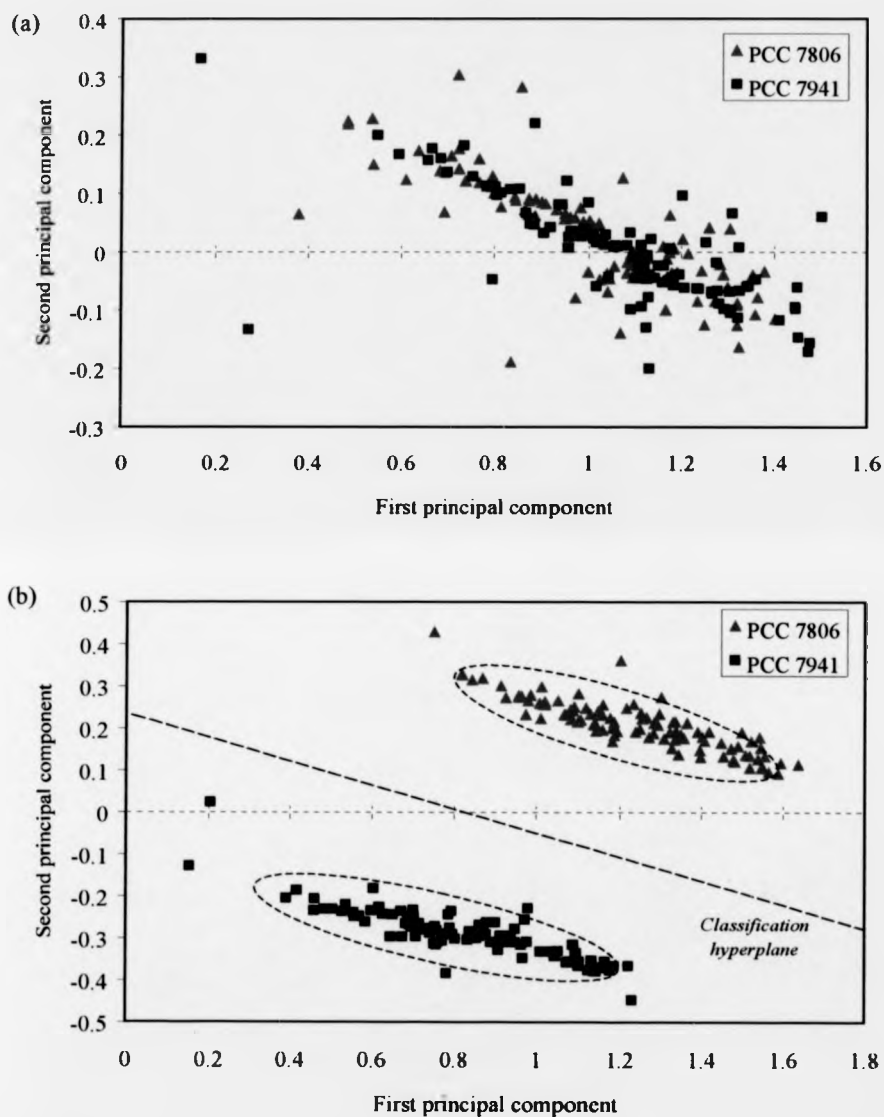 (a)
0.4
0.3
0.2
0.1
0
-0.1
-0.2
-0.3
Second principal component
PCC 7806
PCC 7941
0 0.2 0.4 0.6 0.8 1 1.2 1.4 1.6
First principal component
(b)
0.5
0.4
0.3
0.2
0.1
0
-0.1
-0.2
-0.3
-0.4
-0.5
Second principal component
PCC 7806
PCC 7941
Classification
hyperplane
0 0.2 0.4 0.6 0.8 1 1.2 1.4 1.6 1.8
First principal component